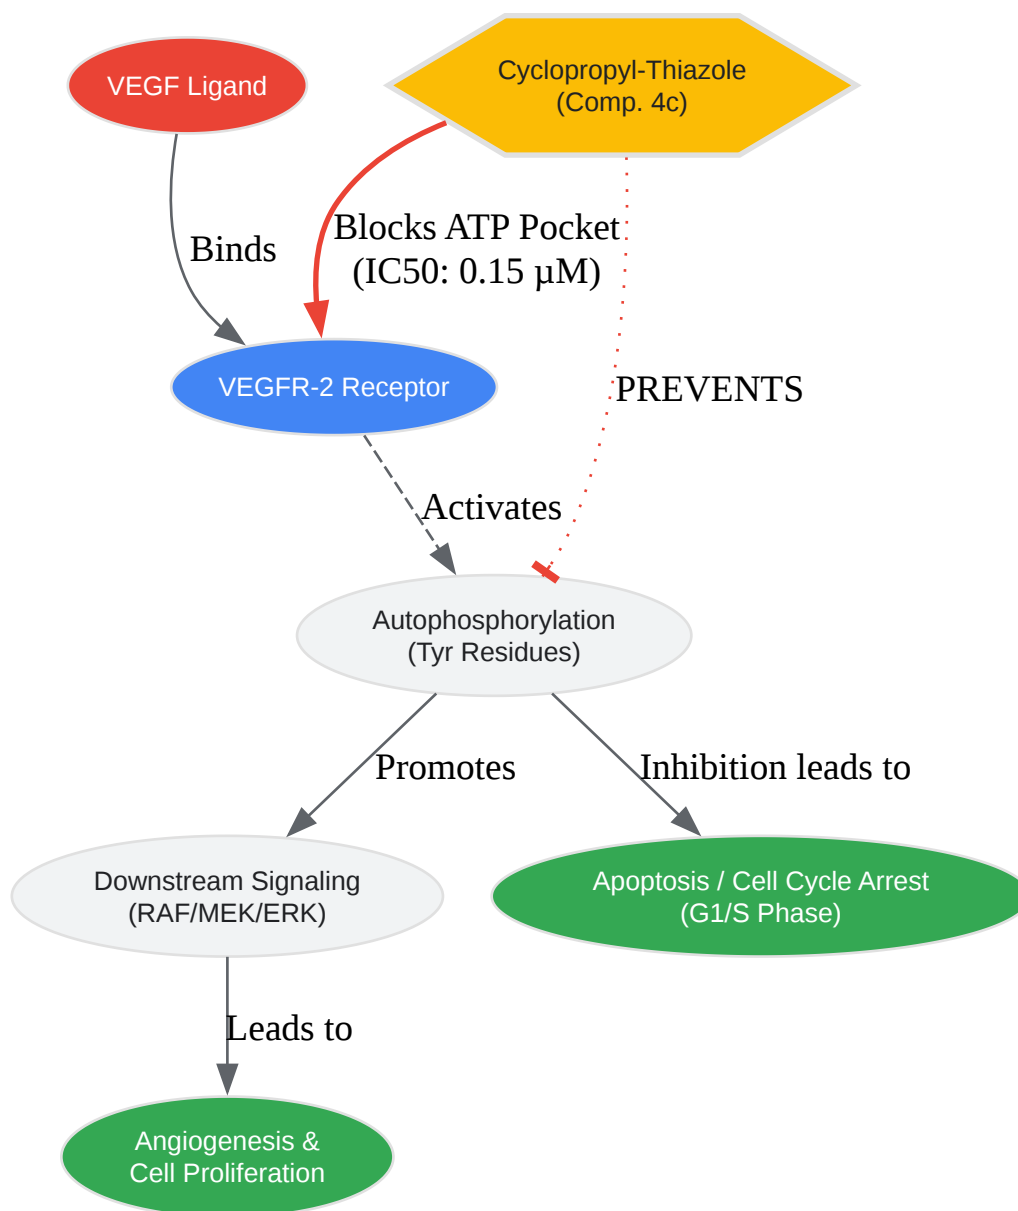 VEGF Ligand
Cyclopropyl-Thiazole
(Comp. 4c)
Binds
Blocks ATP Pocket
(IC50: 0.15 µM)
VEGFR-2 Receptor
PREVENTS
Activates
Autophosphorylation
(Tyr Residues)
Promotes
Inhibition leads to
Downstream Signaling
(RAF/MEK/ERK)
Apoptosis / Cell Cycle Arrest
(G1/S Phase)
Leads to
Angiogenesis &
Cell Proliferation